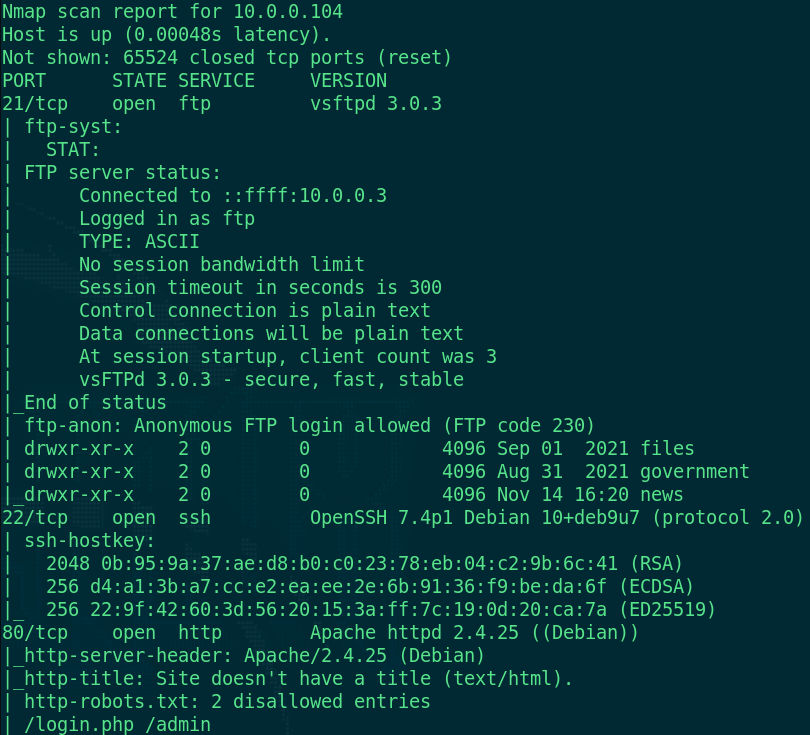 Nmap scan report for 10.0.0.104
Host is up (0.00048s latency).
Not shown: 65524 closed tcp ports (reset)
PORT    STATE SERVICE     VERSION
21/tcp    open  ftp         vsftpd 3.0.3
| ftp-syst:
|   STAT:
| FTP server status:
|      Connected to ::ffff:10.0.0.3
|      Logged in as ftp
|      TYPE: ASCII
|      No session bandwidth limit
|      Session timeout in seconds is 300
|      Control connection is plain text
|      Data connections will be plain text
|      At session startup, client count was 3
|      vsFTPd 3.0.3 - secure, fast, stable
|_End of status
| ftp-anon: Anonymous FTP login allowed (FTP code 230)
| drwxr-xr-x    2 0        0            4096 Sep 01  2021 files
| drwxr-xr-x    2 0        0            4096 Aug 31  2021 government
|_drwxr-xr-x    2 0        0            4096 Nov 14 16:20 news
22/tcp    open  ssh         OpenSSH 7.4p1 Debian 10+deb9u7 (protocol 2.0)
| ssh-hostkey:
|   2048 0b:95:9a:37:ae:d8:b0:c0:23:78:eb:04:c2:9b:6c:41 (RSA)
|   256 d4:a1:3b:a7:cc:e2:ea:ee:2e:6b:91:36:f9:be:da:6f (ECDSA)
|_  256 22:9f:42:60:3d:56:20:15:3a:ff:7c:19:0d:20:ca:7a (ED25519)
80/tcp    open  http        Apache httpd 2.4.25 ((Debian))
|_http-server-header: Apache/2.4.25 (Debian)
|_http-title: Site doesn't have a title (text/html).
| http-robots.txt: 2 disallowed entries
| /login.php /admin